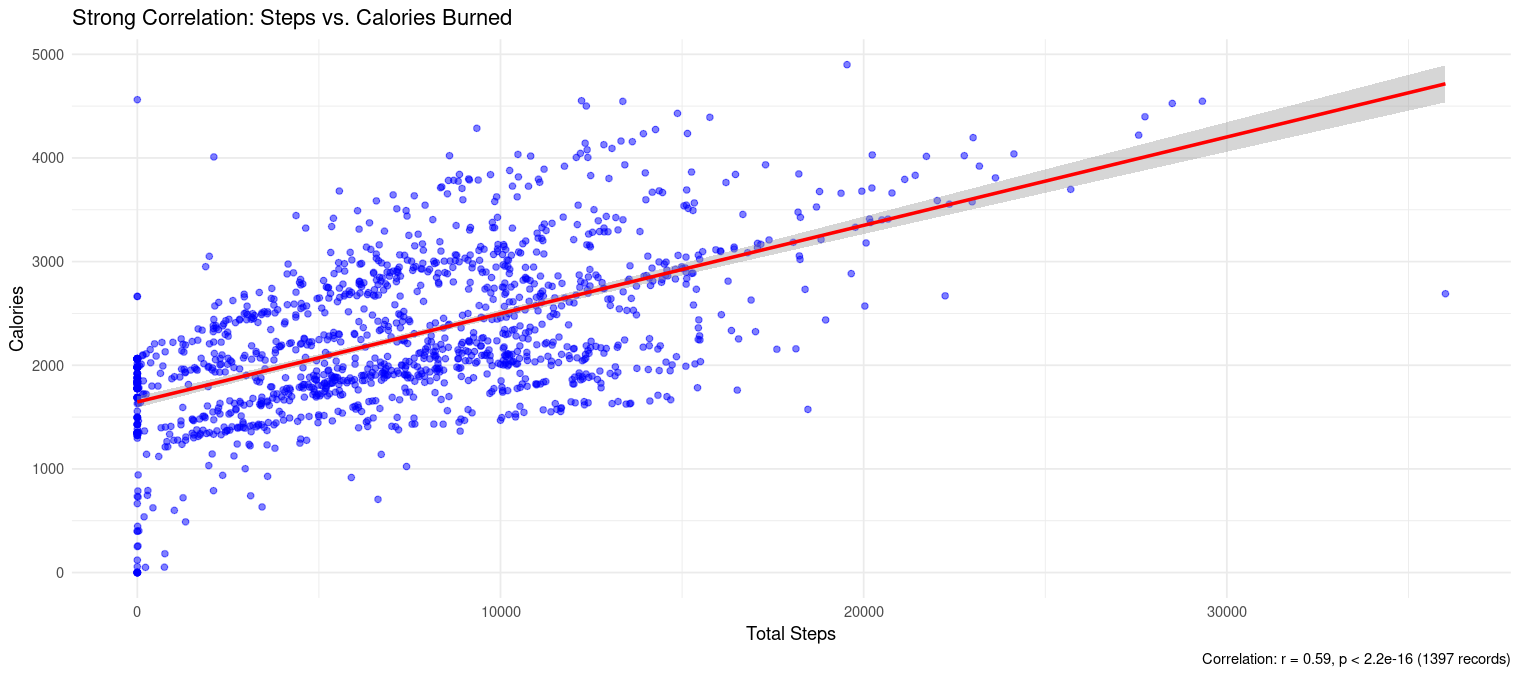 Strong Correlation: Steps vs. Calories Burned
5000
4000
3000
2000
1000
0
Calories
0 10000 20000 30000
Total Steps
Correlation: r = 0.59, p < 2.2e-16 (1397 records)